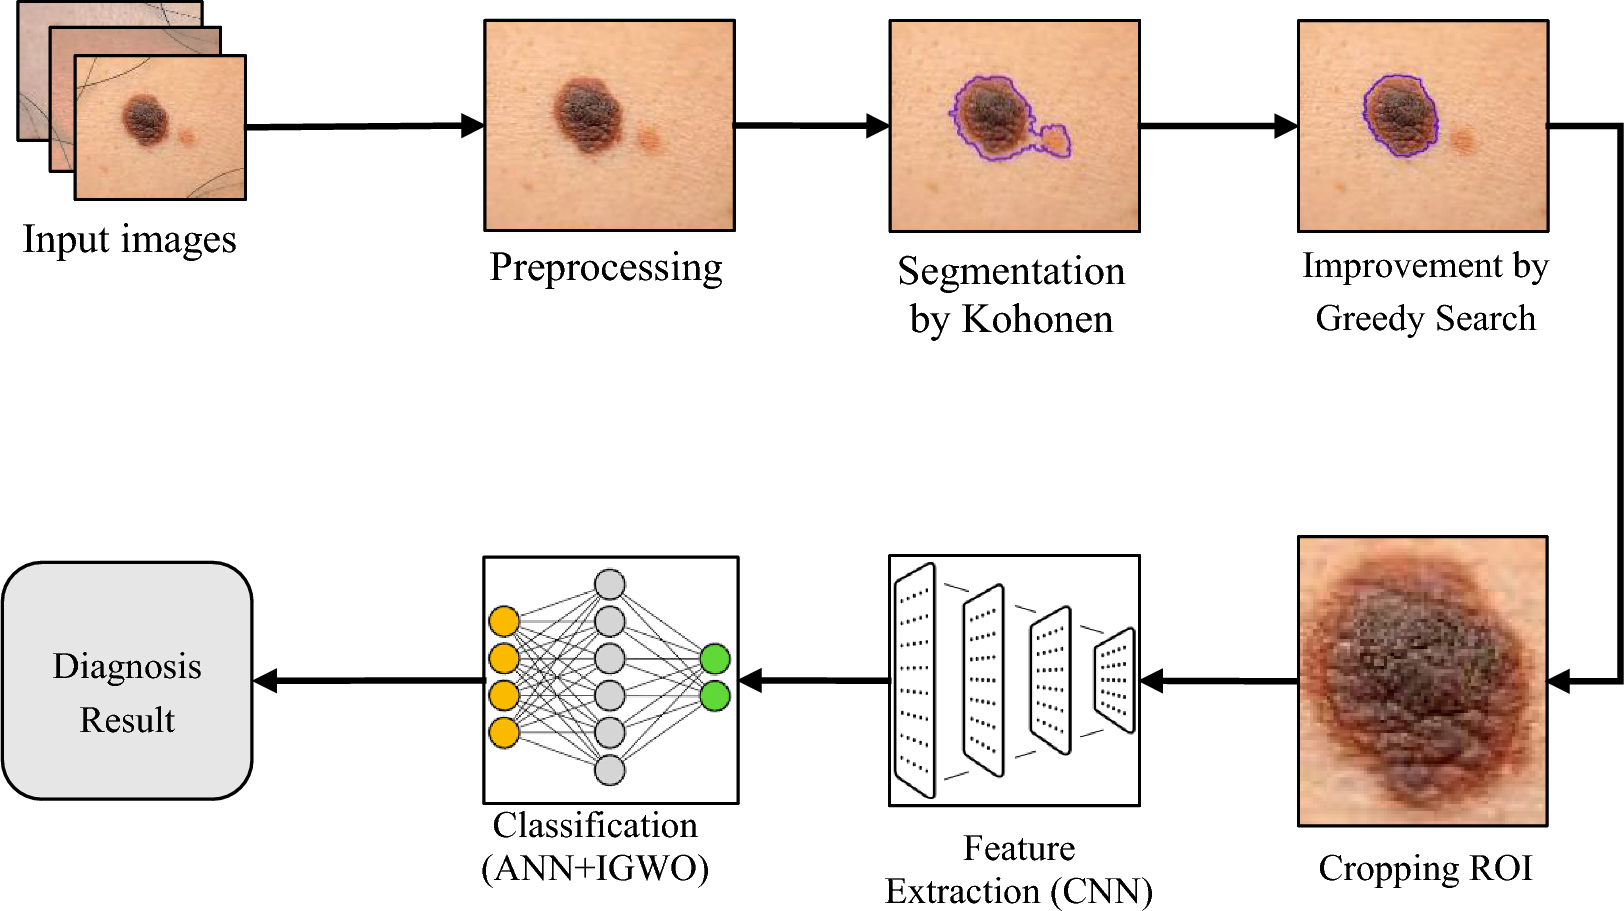 Input images
Preprocessing
Segmentation
by Kohonen
Improvement by
Greedy Search
Diagnosis
Result
Classification
(ANN+IGWO)
Feature
Extraction (CNN)
Cropping ROI